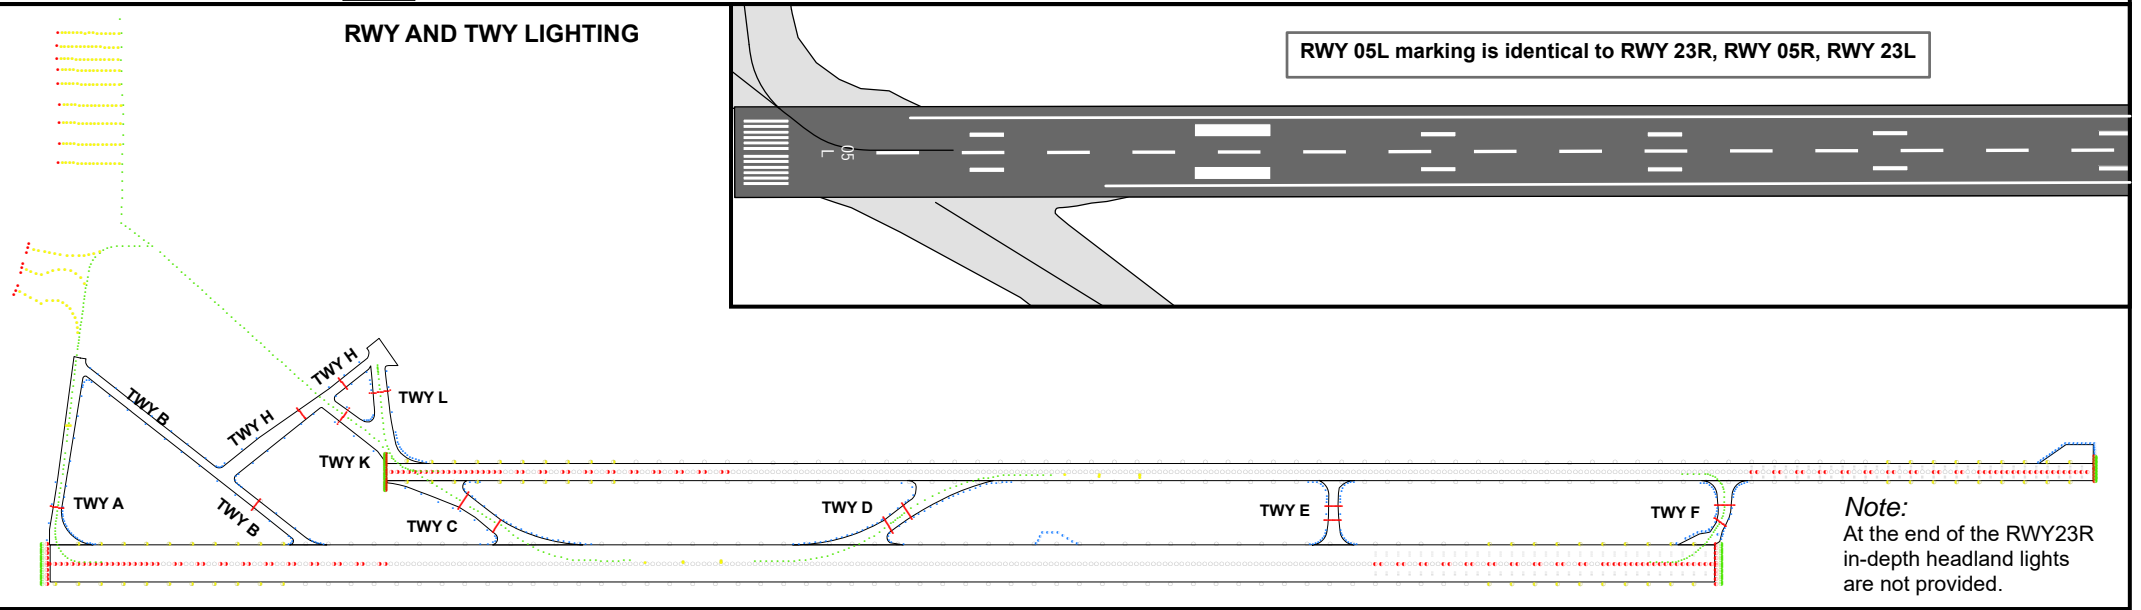 RWY AND TWY LIGHTING
RWY 05L marking is identical to RWY 23R, RWY 05R, RWY 23L
05
L
TWY H
TWY L
TWY B
TWY H
TWY K
TWY A
TWY B
TWY C
TWY D
TWY E
TWY F
Note:
At the end of the RWY23R
in-depth headland lights
are not provided.